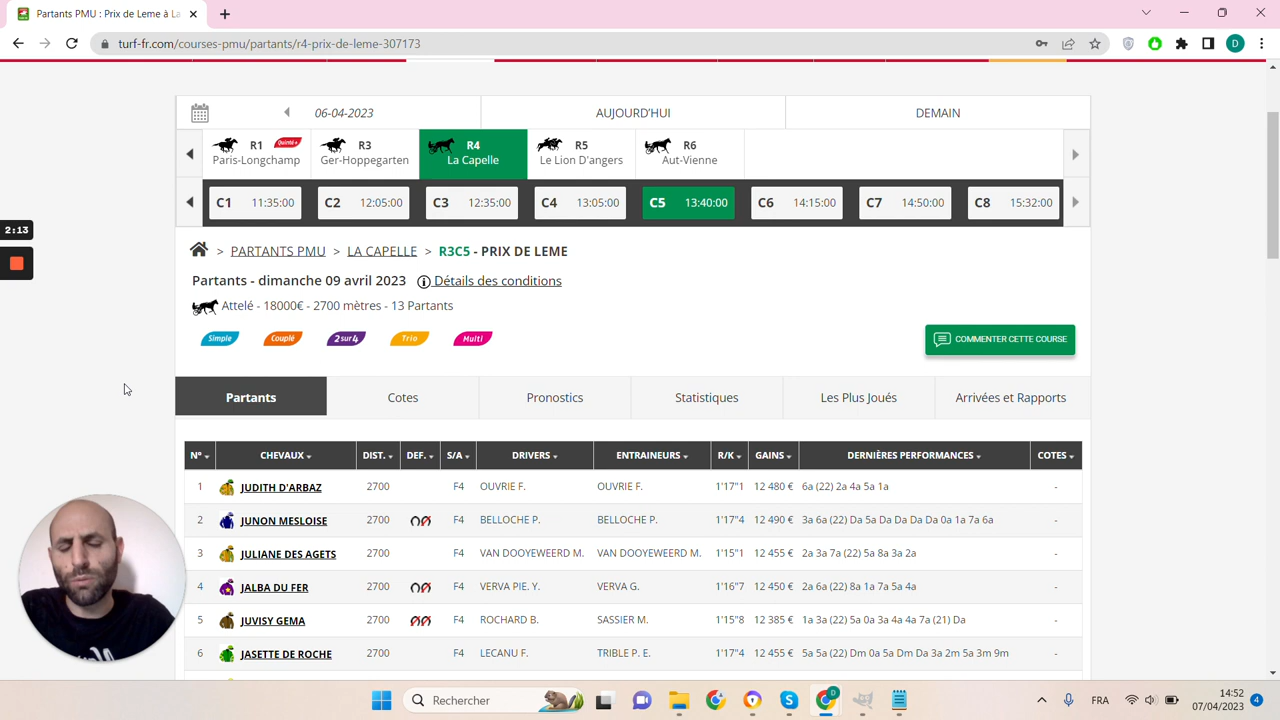 Partants PMU : Prix de Leme à La
turf-fr.com/courses-pmu/partants/r4-prix-de-leme-307173
D
06-04-2023 AUJOURD'HUI DEMAIN
R1 Quinté+ R3 R4 R5 R6
Paris-Longchamp Ger-Hoppegarten La Capelle Le Lion D'angers Aut-Vienne
C1 11:35:00 C2 12:05:00 C3 12:35:00 C4 13:05:00 C5 13:40:00 C6 14:15:00 C7 14:50:00 C8 15:32:00
2:13
> PARTANTS PMU > LA CAPELLE > R3C5 - PRIX DE LEME
Partants - dimanche 09 avril 2023 Détails des conditions
Attelé - 18000€ - 2700 mètres - 13 Partants
Simple Couplé 2sur4 Trio Multi
COMMENTER CETTE COURSE
Partants Cotes Pronostics Statistiques Les Plus Joués Arrivées et Rapports
N° CHEVAUX DIST. DEF. S/A DRIVERS ENTRAINEURS R/K GAINS DERNIÈRES PERFORMANCES COTES
1 JUDITH D'ARBAZ 2700 F4 OUVRIE F. OUVRIE F. 1'17"1 12 480 € 6a (22) 2a 4a 5a 1a -
2 JUNON MESLOISE 2700 F4 BELLOCHE P. BELLOCHE P. 1'17"4 12 490 € 3a 6a (22) Da 5a Da Da Da Da 0a 1a 7a 6a -
3 JULIANE DES AGETS 2700 F4 VAN DOOYEWEERD M. VAN DOOYEWEERD M. 1'15"1 12 455 € 2a 3a 7a (22) 5a 8a 3a 2a -
4 JALBA DU FER 2700 F4 VERVA PIE. Y. VERVA G. 1'16"7 12 450 € 2a 6a (22) 8a 1a 7a 5a 4a -
5 JUVISY GEMA 2700 F4 ROCHARD B. SASSIER M. 1'15"8 12 385 € 1a 3a (22) 5a 0a 3a 4a 4a 7a (21) Da -
6 JASETTE DE ROCHE 2700 F4 LECANU F. TRIBLE P. E. 1'17"4 12 455 € 5a 5a (22) Dm 0a 5a Dm Da 3a 2m 5a 3m 9m -
Rechercher
D
FRA
14:52
07/04/2023
4